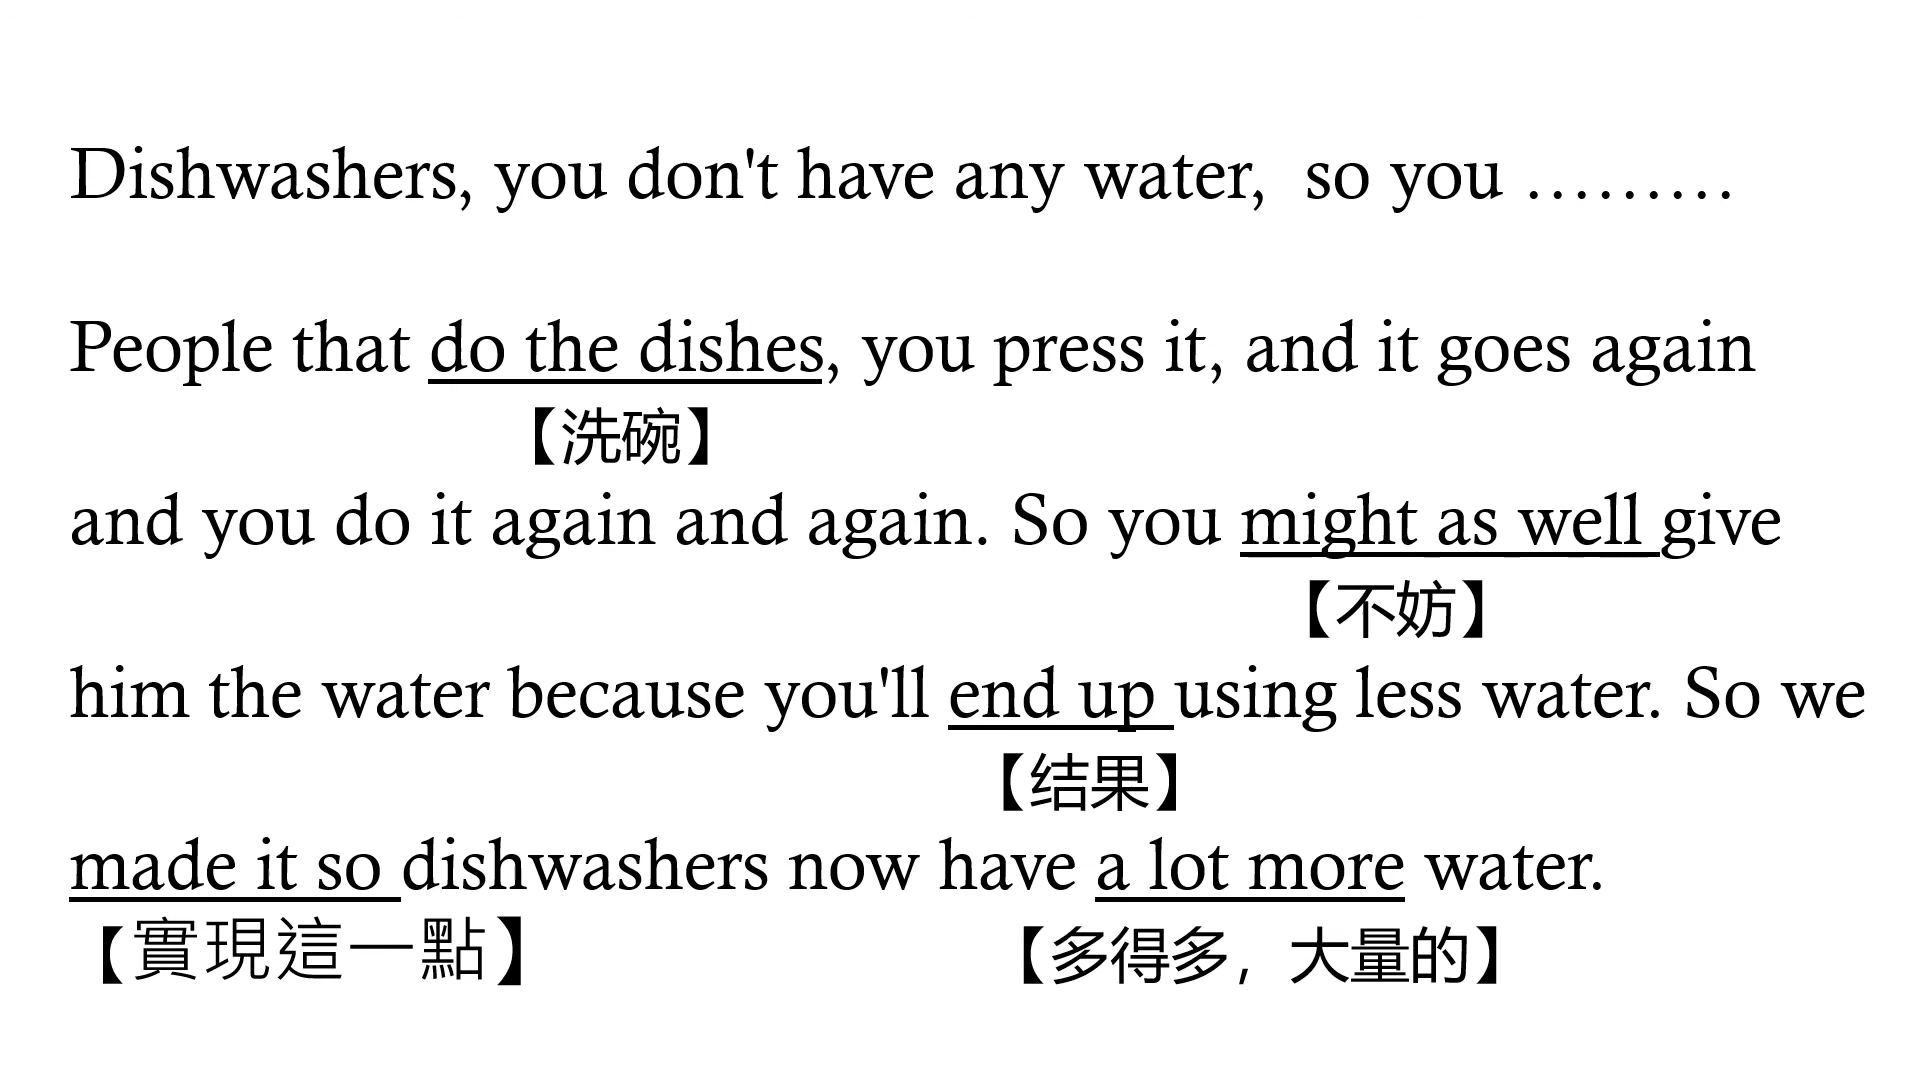 Dishwashers, you don't have any water,  so you ………
People that do the dishes, you press it, and it goes again
【洗碗】
and you do it again and again. So you might as well give
【不妨】
him the water because you'll end up using less water. So we
【结果】
made it so dishwashers now have a lot more water.
【實現這一點】 【多得多，大量的】